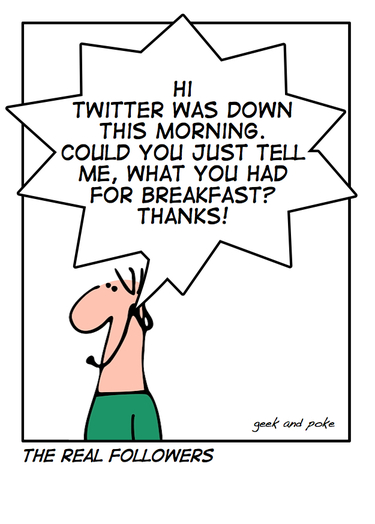 HI
TWITTER WAS DOWN
THIS MORNING.
COULD YOU JUST TELL
ME, WHAT YOU HAD
FOR BREAKFAST?
THANKS!
geek and poke
THE REAL FOLLOWERS